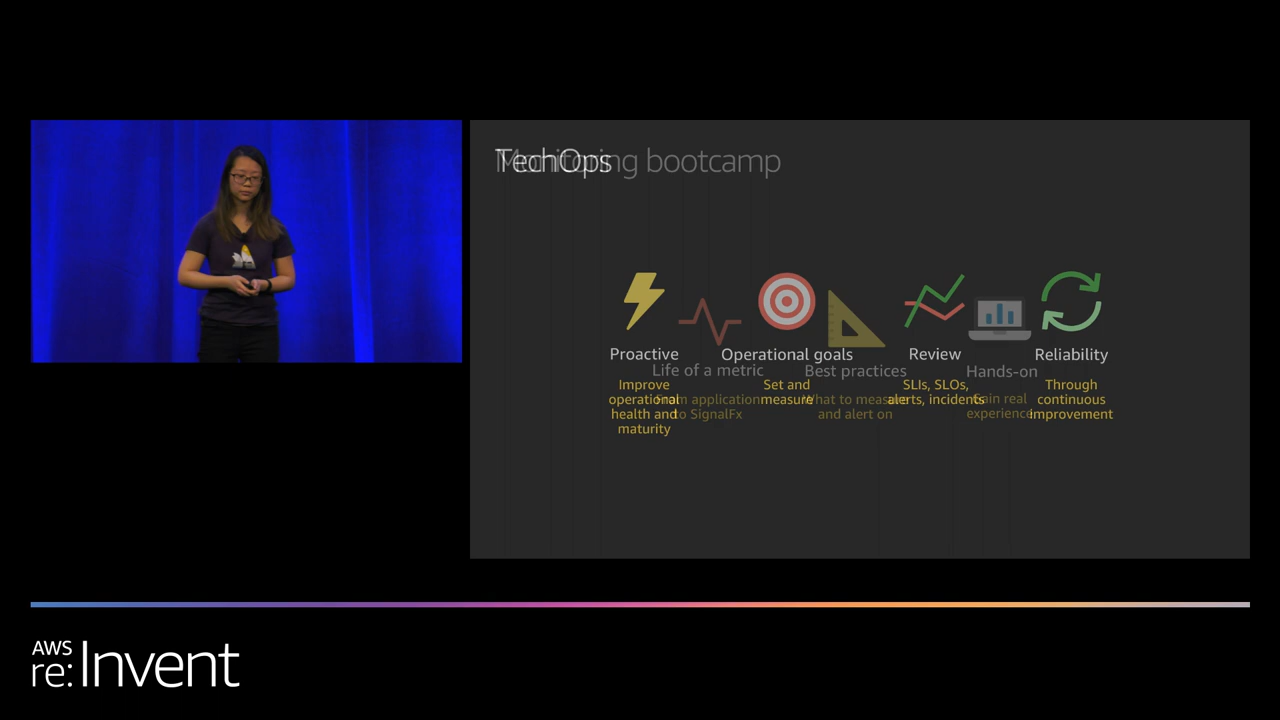 TechOps
Monitoring bootcamp
Proactive
Operational goals
Review
Reliability
Improve
operational
health and
maturity
Set and
measure
SLIs, SLOs,
alerts, incidents
Through
continuous
improvement
Life of a metric
Best practices
Hands-on
From application
to SignalFx
What to measure
and alert on
Gain real
experience
AWS
re:Invent